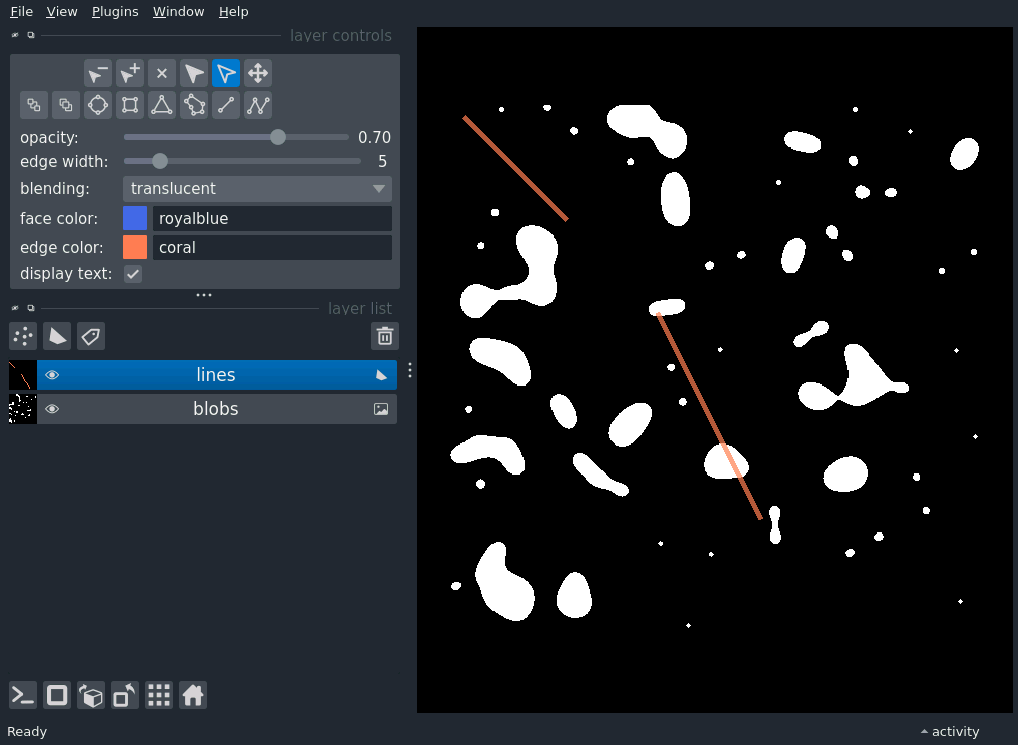 File View Plugins Window Help
layer controls
opacity: 0.70
edge width: 5
blending: translucent
face color: royalblue
edge color: coral
display text:
layer list
lines
blobs
Ready
activity